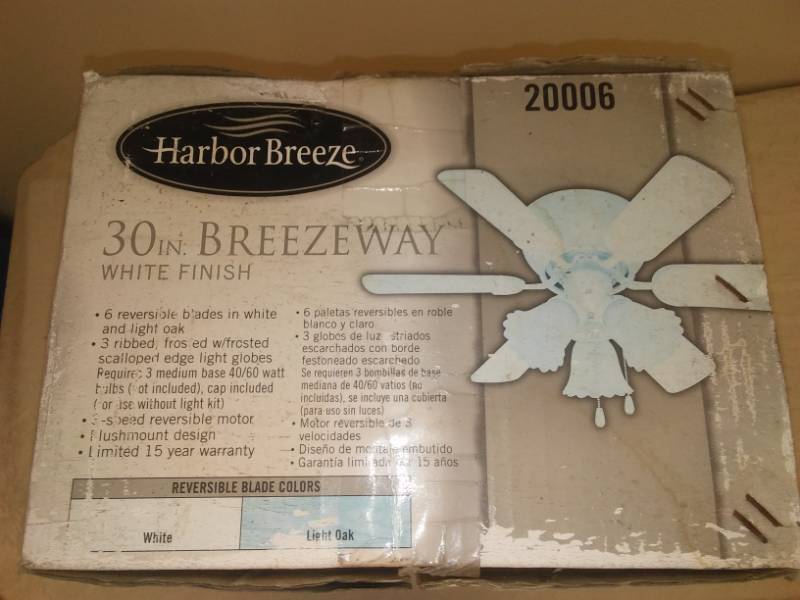 20006
Harbor Breeze
30 IN. BREEZEWAY
WHITE FINISH
• 6 reversible blades in white
and light oak
• 3 ribbed, frosted w/frosted
scalloped edge light globes
Requires 3 medium base 40/60 watt
bulbs (not included), cap included
(for use without light kit)
• 3-speed reversible motor
• Flushmount design
• Limited 15 year warranty
• 6 paletas reversibles en roble
blanco y claro
• 3 globos de luz estriados
escarchados con borde
festoneado escarchedo
Se requieren 3 bombillas de base
mediana de 40/60 vatios (no
incluidas), se incluye una cubierta
(para uso sin luces)
• Motor reversible de 3
velocidades
• Diseño de montaje embutido
• Garantía limitada por 15 años
REVERSIBLE BLADE COLORS
White
Light Oak